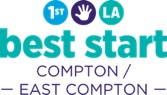 1ST LA
best start
COMPTON /
— EAST COMPTON —